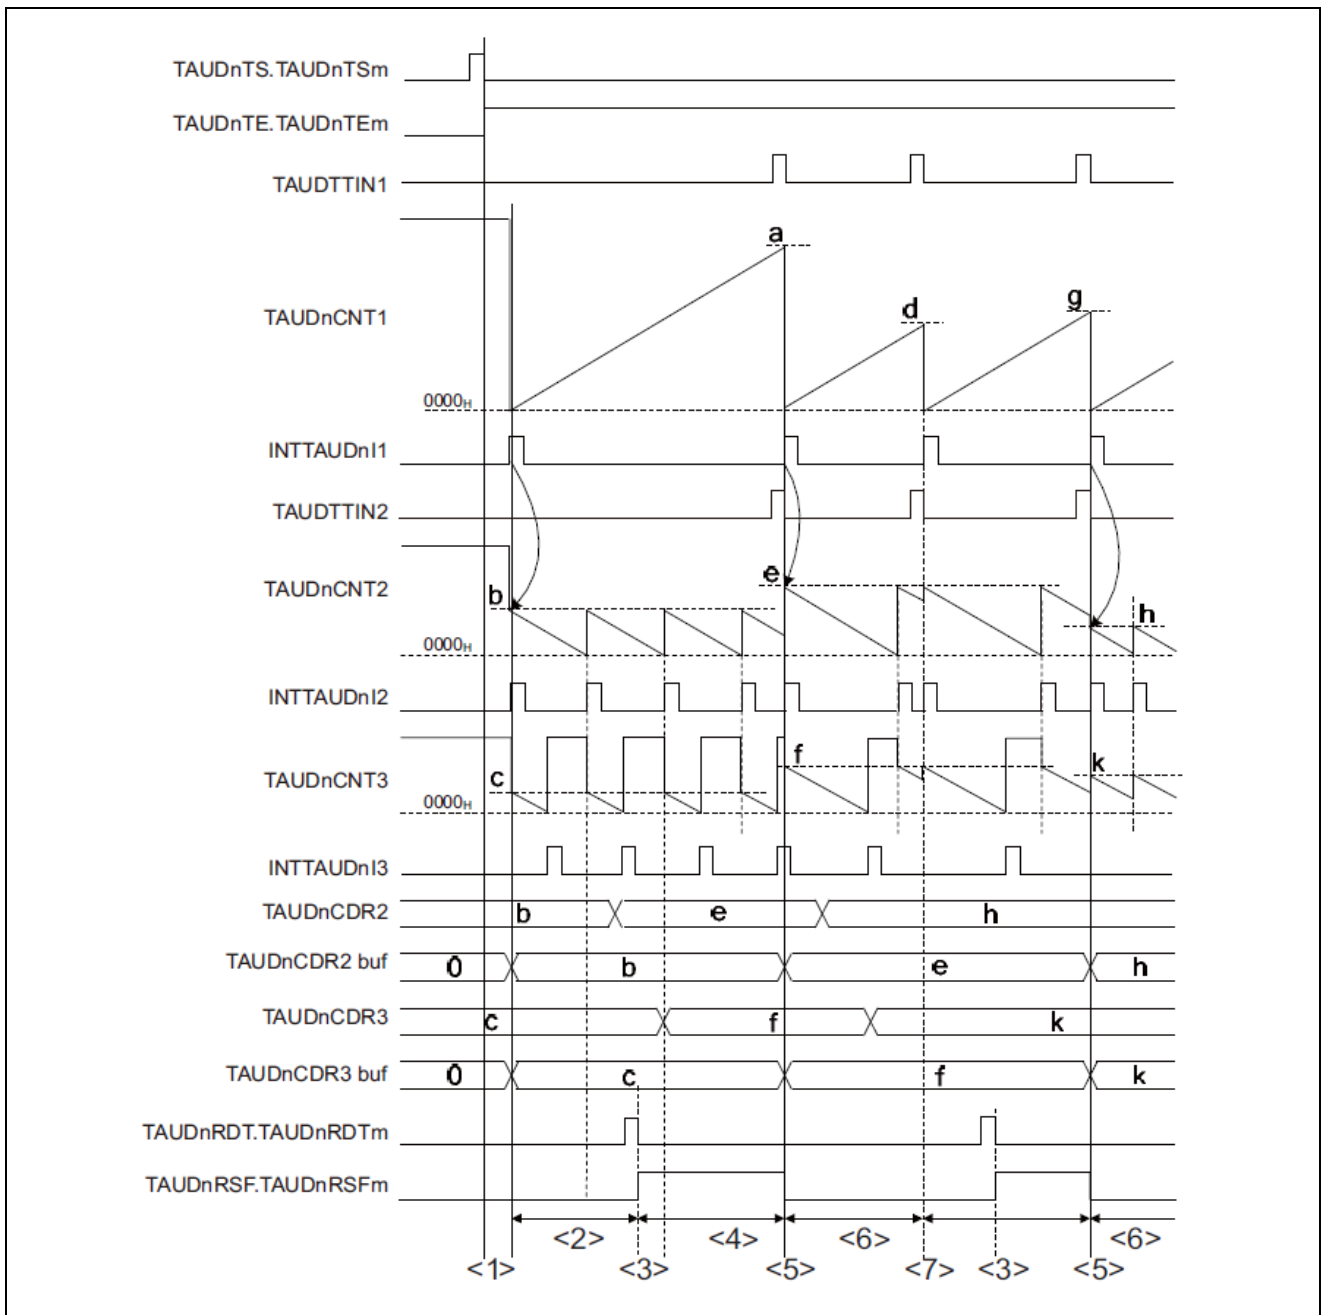 TAUDnTS.TAUDnTSm
TAUDnTE.TAUDnTEm
TAUDTTIN1
a
d
g
TAUDnCNT1
0000H
INTTAUDnI1
TAUDTTIN2
e
TAUDnCNT2
b
h
0000H
INTTAUDnI2
f
k
TAUDnCNT3
c
0000H
INTTAUDnI3
TAUDnCDR2 b e h
TAUDnCDR2 buf 0 b e h
TAUDnCDR3 c f k
TAUDnCDR3 buf 0 c f k
TAUDnRDT.TAUDnRDTm
TAUDnRSF.TAUDnRSFm
<2> <4> <6> <6>
<1> <3> <5> <7> <3> <5>